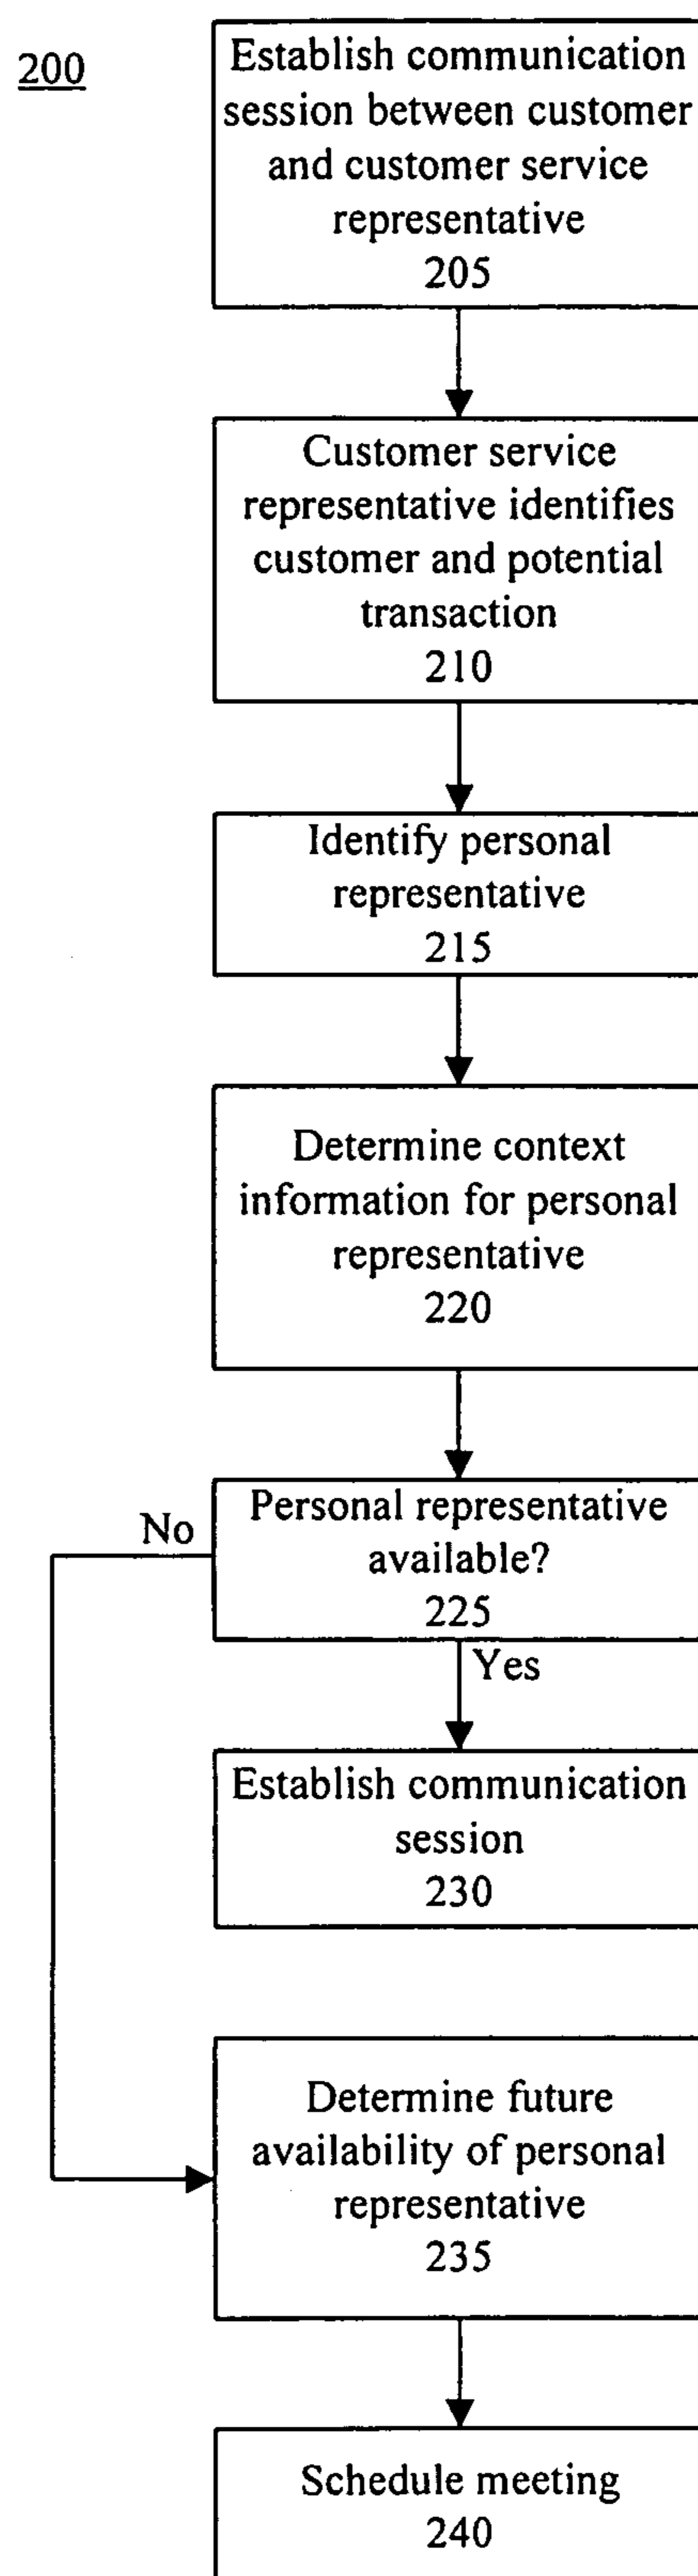 200
Establish communication
session between customer
and customer service
representative
205
Customer service
representative identifies
customer and potential
transaction
210
Identify personal
representative
215
Determine context
information for personal
representative
220
Personal representative
available?
225
No
Yes
Establish communication
session
230
Determine future
availability of personal
representative
235
Schedule meeting
240